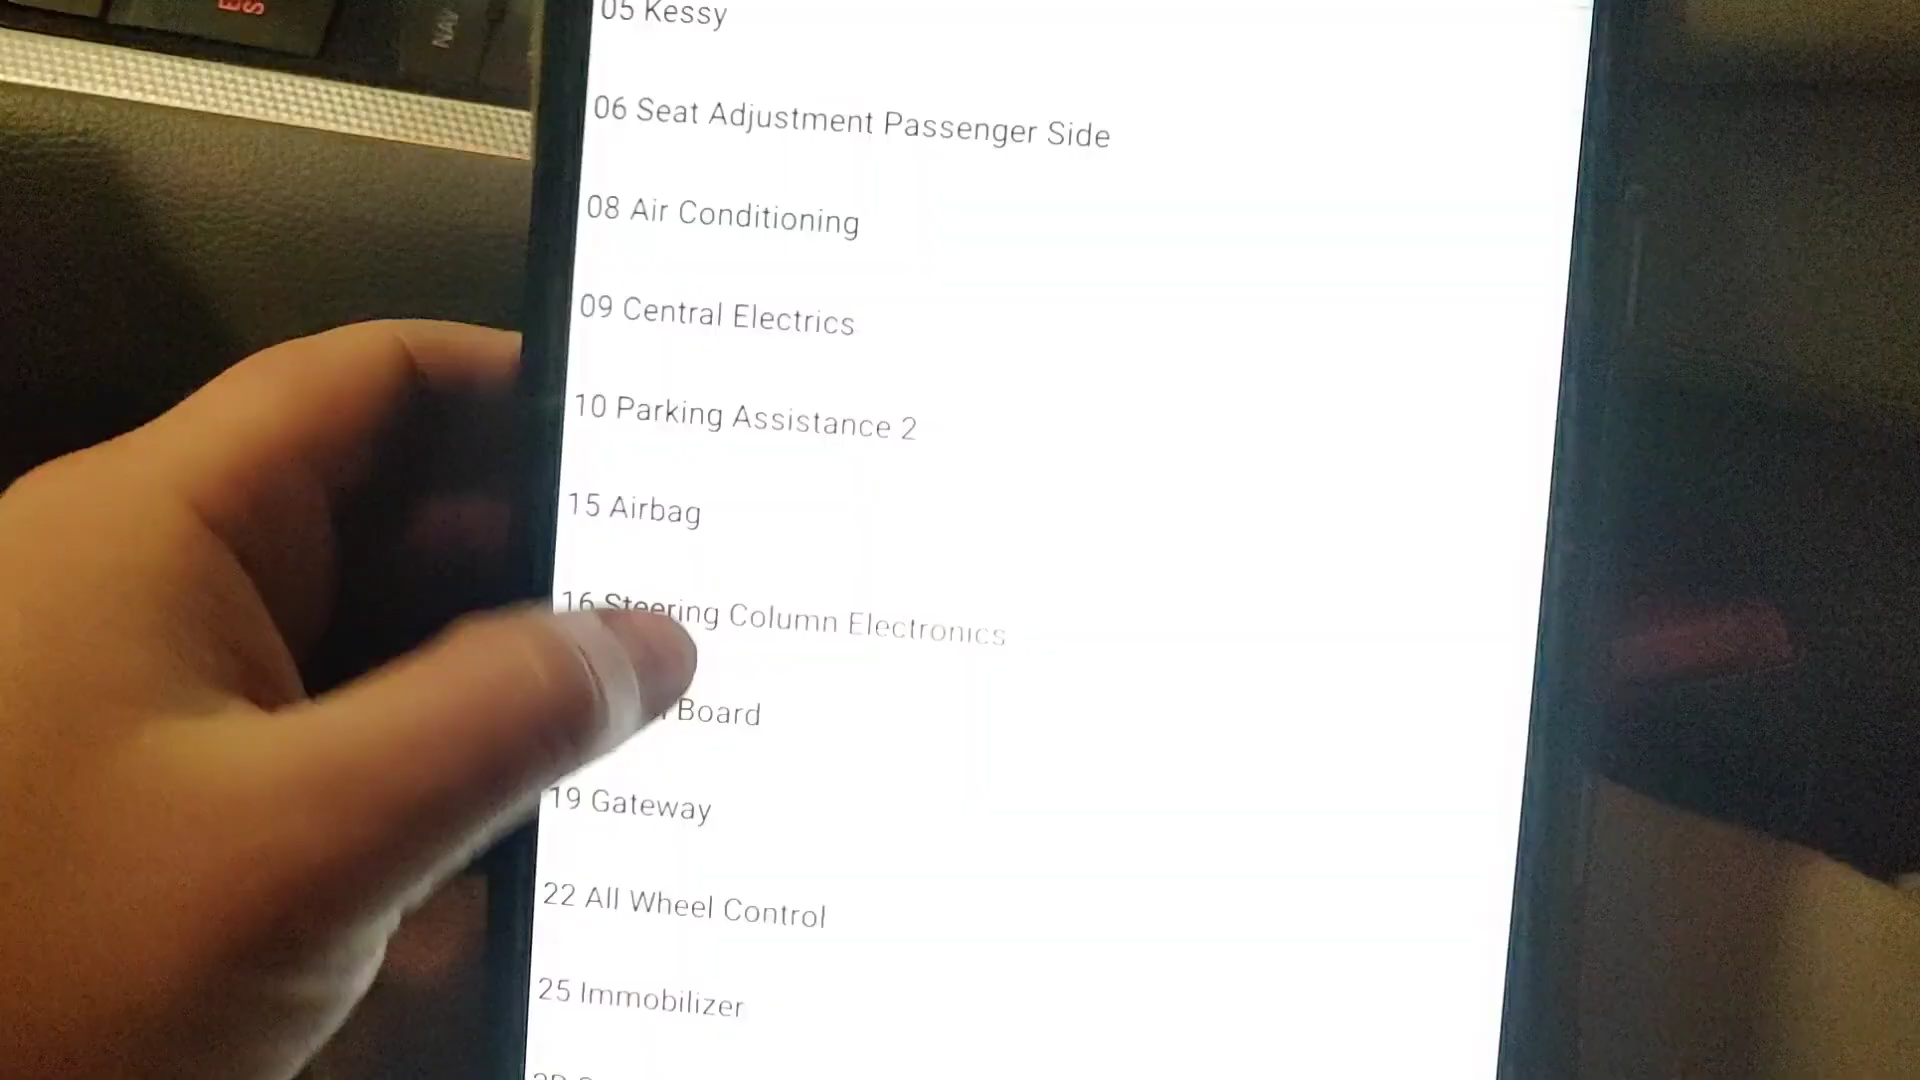 NAV
05 Kessy
06 Seat Adjustment Passenger Side
08 Air Conditioning
09 Central Electrics
10 Parking Assistance 2
15 Airbag
16 Steering Column Electronics
Board
19 Gateway
22 All Wheel Control
25 Immobilizer